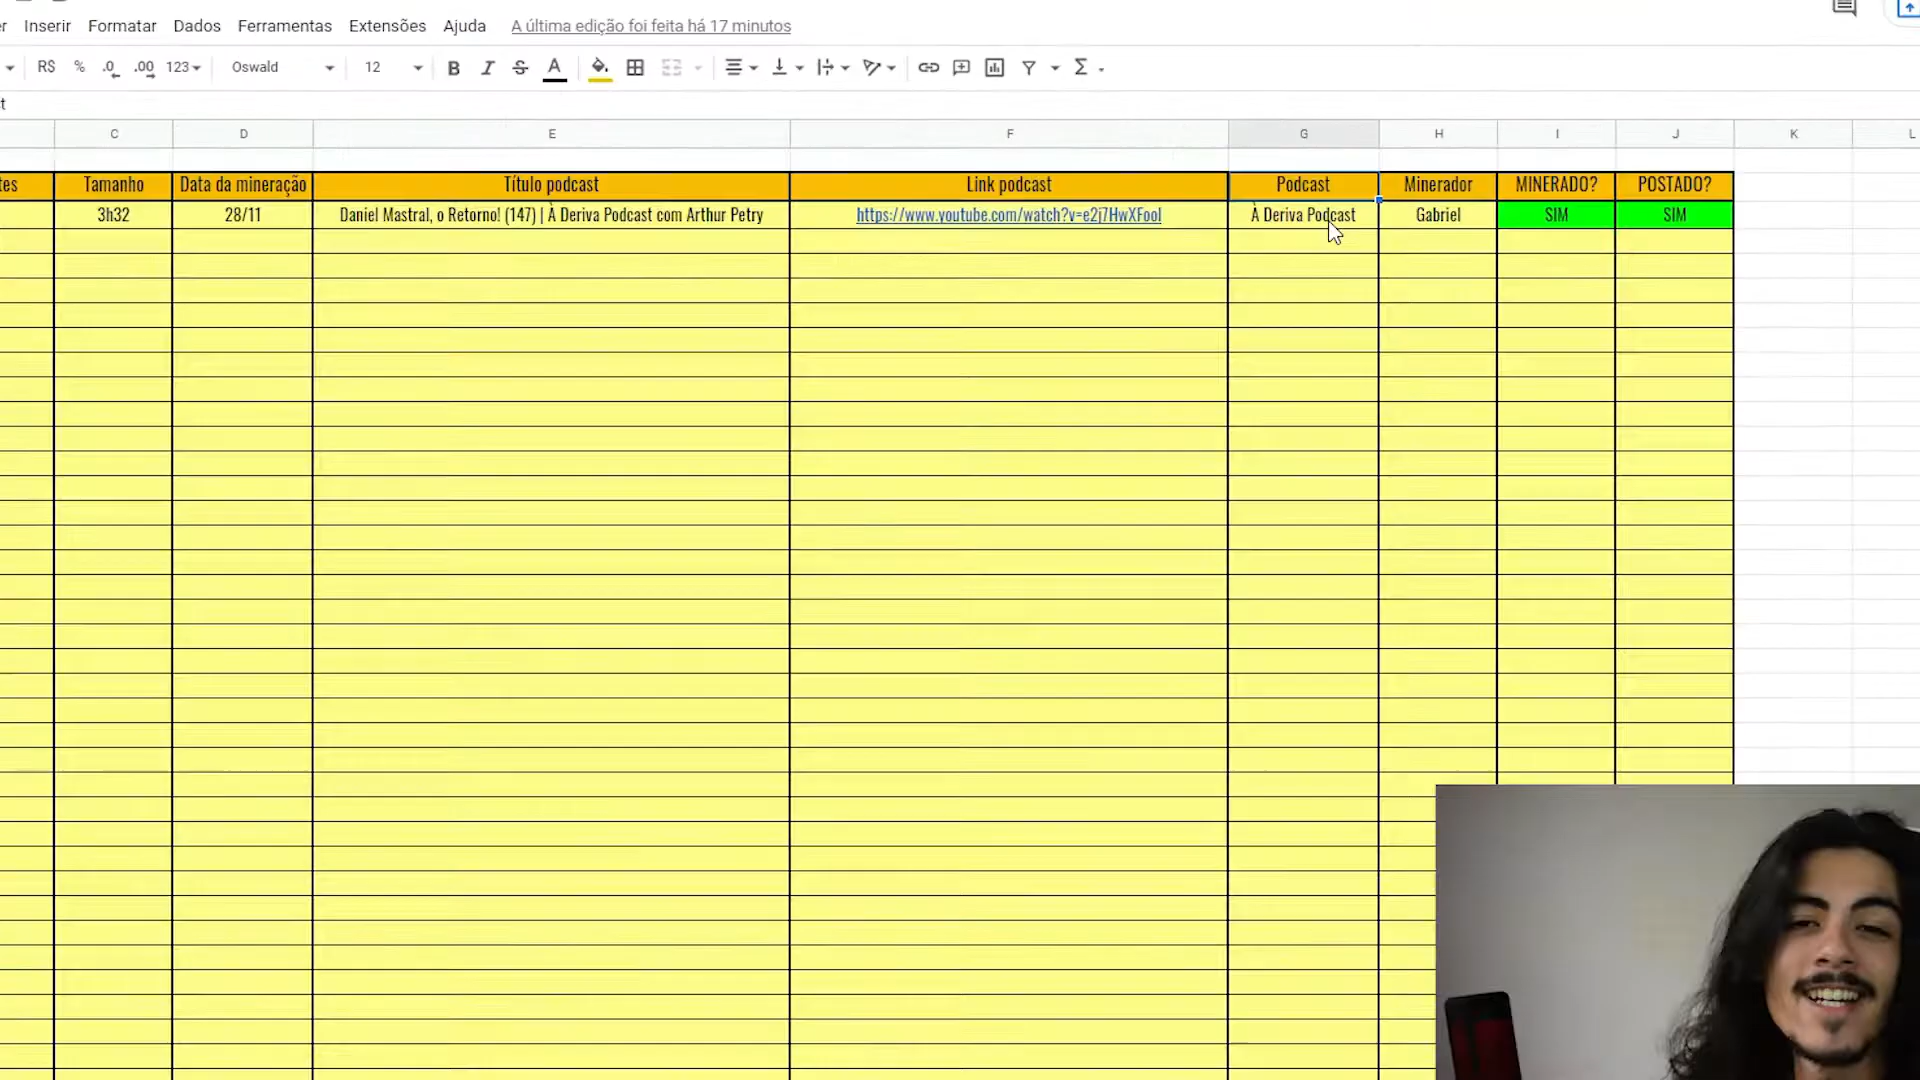 Inserir Formatar Dados Ferramentas Extensões Ajuda A última edição foi feita há 17 minutos
R$ % .0 .00 123 Oswald 12 B I S A Σ
C D E F G H I J K L
Tamanho Data da mineração Título podcast Link podcast Podcast Minerador MINERADO? POSTADO?
3h32 28/11 Daniel Mastral, o Retorno! (147) | À Deriva Podcast com Arthur Petry https://www.youtube.com/watch?v=e2j7HwXFooI À Deriva Podcast Gabriel SIM SIM